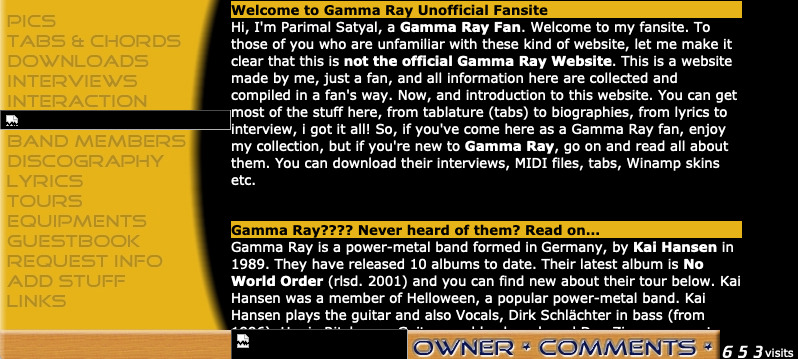 PICS
TABS & CHORDS
DOWNLOADS
INTERVIEWS
INTERACTION
BAND MEMBERS
DISCOGRAPHY
LYRICS
TOURS
EQUIPMENTS
GUESTBOOK
REQUEST INFO
ADD STUFF
LINKS
Welcome to Gamma Ray Unofficial Fansite
Hi, I'm Parimal Satyal, a Gamma Ray Fan. Welcome to my fansite. To
those of you who are unfamiliar with these kind of website, let me make it
clear that this is not the official Gamma Ray Website. This is a website
made by me, just a fan, and all information here are collected and
compiled in a fan's way. Now, and introduction to this website. You can get
most of the stuff here, from tablature (tabs) to biographies, from lyrics to
interview, i got it all! So, if you've come here as a Gamma Ray fan, enjoy
my collection, but if you're new to Gamma Ray, go on and read all about
them. You can download their interviews, MIDI files, tabs, Winamp skins
etc.
Gamma Ray???? Never heard of them? Read on...
Gamma Ray is a power-metal band formed in Germany, by Kai Hansen in
1989. They have released 10 albums to date. Their latest album is No
World Order (rlsd. 2001) and you can find new about their tour below. Kai
Hansen was a member of Helloween, a popular power-metal band. Kai
Hansen plays the guitar and also Vocals, Dirk Schlächter in bass (from
OWNER * COMMENTS *
653 visits